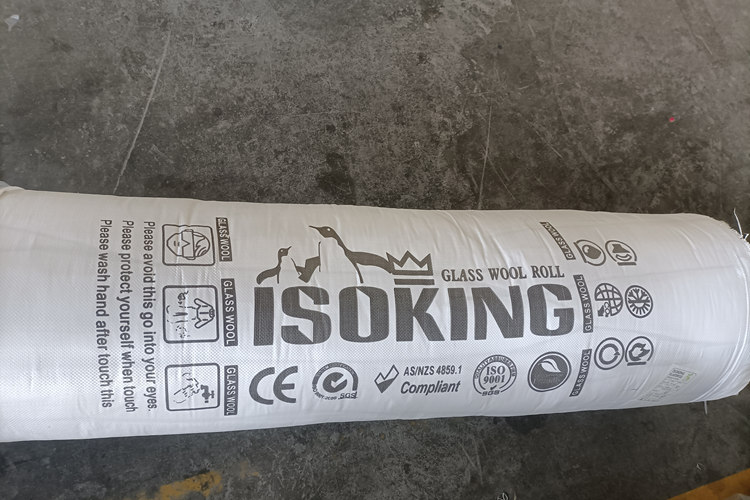 GLASS WOOL ROLL
ISOKING
AS/NZS 4859.1
Compliant
SGS
ISO
9001
SGS
GLASS WOOL
GLASS WOOL
GLASS WOOL
GLASS WOOL
GLASS WOOL
GLASS WOOL
Please avoid this go into your eyes.
Please protect yourself when touch
Please wash hand after touch this
CE